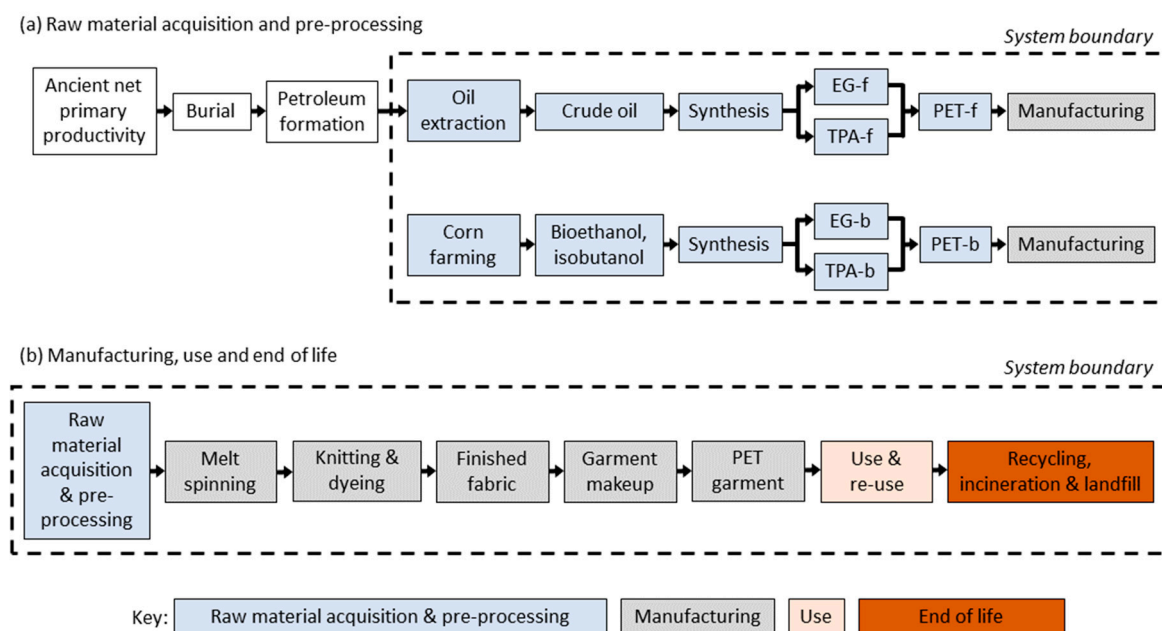 (a) Raw material acquisition and pre-processing
System boundary
Ancient net
primary
productivity
Burial
Petroleum
formation
Oil
extraction
Crude oil
Synthesis
EG-f
TPA-f
PET-f
Manufacturing
Corn
farming
Bioethanol,
isobutanol
Synthesis
EG-b
TPA-b
PET-b
Manufacturing
(b) Manufacturing, use and end of life
System boundary
Raw
material
acquisition
& pre-
processing
Melt
spinning
Knitting &
dyeing
Finished
fabric
Garment
makeup
PET
garment
Use &
re-use
Recycling,
incineration & landfill
Key:
Raw material acquisition & pre-processing
Manufacturing
Use
End of life